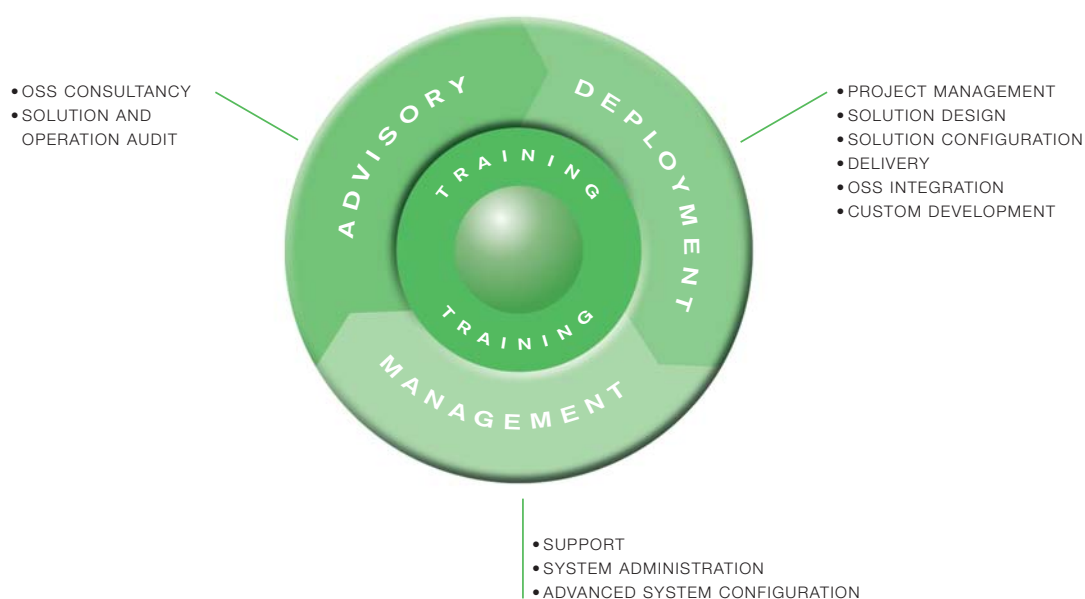 • OSS CONSULTANCY
• SOLUTION AND
OPERATION AUDIT
ADVISORY
DEPLOYMENT
TRAINING
TRAINING
MANAGEMENT
• PROJECT MANAGEMENT
• SOLUTION DESIGN
• SOLUTION CONFIGURATION
• DELIVERY
• OSS INTEGRATION
• CUSTOM DEVELOPMENT
• SUPPORT
• SYSTEM ADMINISTRATION
• ADVANCED SYSTEM CONFIGURATION